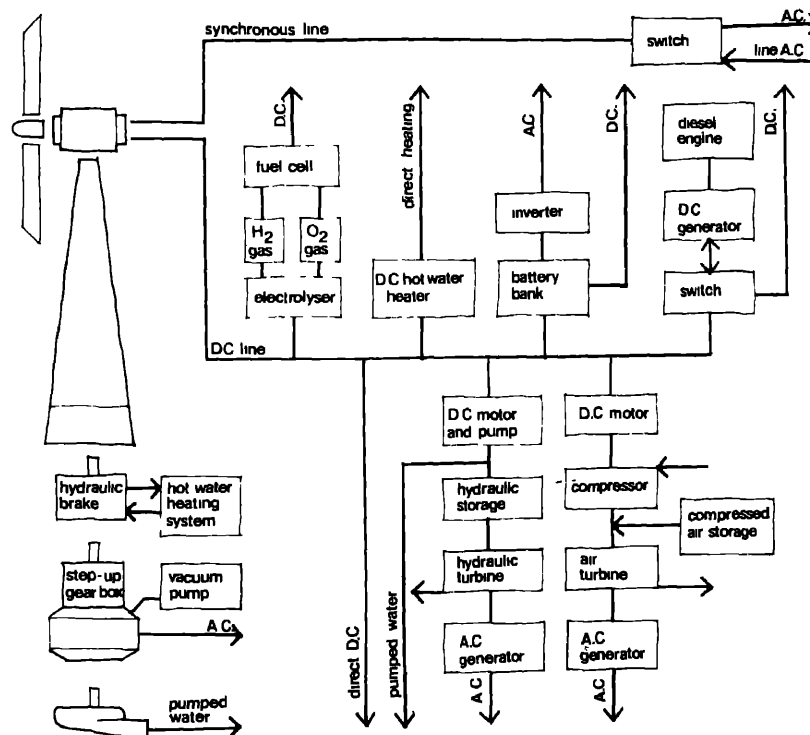 synchronous line
switch
A.C.
line A.C
D.C.
direct heating
A.C
D.C.
diesel
engine
D.C.
fuel cell
H2
gas
O2
gas
electrolyser
DC hot water
heater
inverter
battery
bank
DC
generator
switch
DC line
DC motor
and pump
D.C motor
hydraulic
brake
hot water
heating
system
hydraulic
storage
compressor
compressed
air storage
step-up
gear box
vacuum
pump
A.C.
hydraulic
turbine
air
turbine
direct D.C
pumped water
A.C
generator
A.C
generator
A.C
A.C
pumped
water